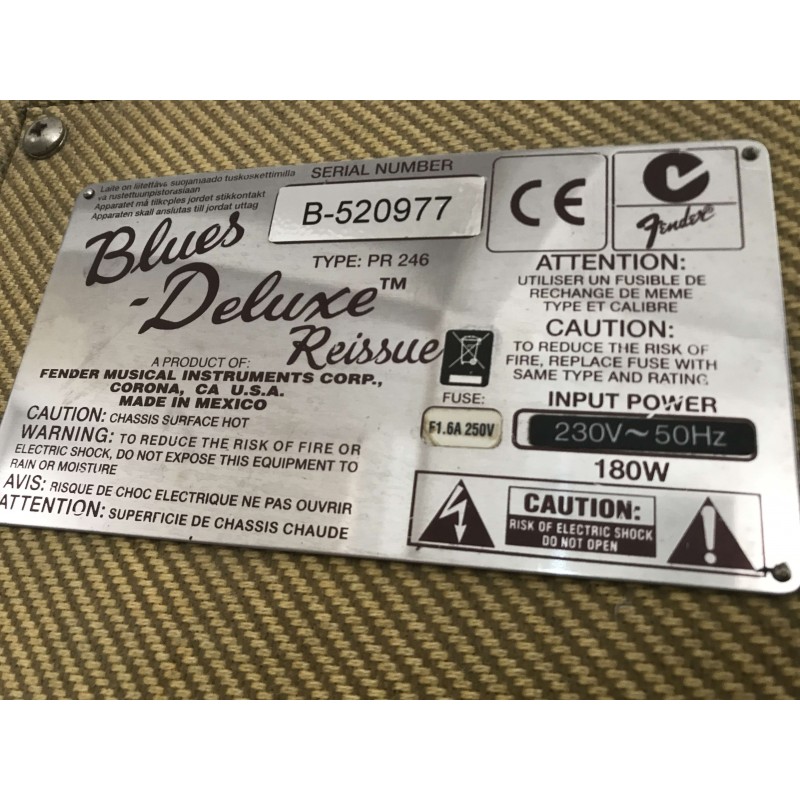 Laite on liitettävä suojamaadoituskoskettimilla
va rustettuunpistorasiaan
Apparatet må tilkcples jordet stikkontakt
Apparaten skall anslutas till jordat uttag
SERIAL NUMBER
B-520977
CE
Fender
Blues
-Deluxe™
Reissue
TYPE: PR 246
A PRODUCT OF:
FENDER MUSICAL INSTRUMENTS CORP.,
CORONA, CA U.S.A.
MADE IN MEXICO
CAUTION: CHASSIS SURFACE HOT
WARNING: TO REDUCE THE RISK OF FIRE OR
ELECTRIC SHOCK, DO NOT EXPOSE THIS EQUIPMENT TO
RAIN OR MOISTURE
AVIS: RISQUE DE CHOC ELECTRIQUE NE PAS OUVRIR
ATTENTION: SUPERFICIE DE CHASSIS CHAUDE
ATTENTION:
UTILISER UN FUSIBLE DE
RECHANGE DE MEME
TYPE ET CALIBRE
CAUTION:
TO REDUCE THE RISK OF
FIRE, REPLACE FUSE WITH
SAME TYPE AND RATING
FUSE:
F1.6A 250V
INPUT POWER
230V~50Hz
180W
CAUTION:
RISK OF ELECTRIC SHOCK
DO NOT OPEN